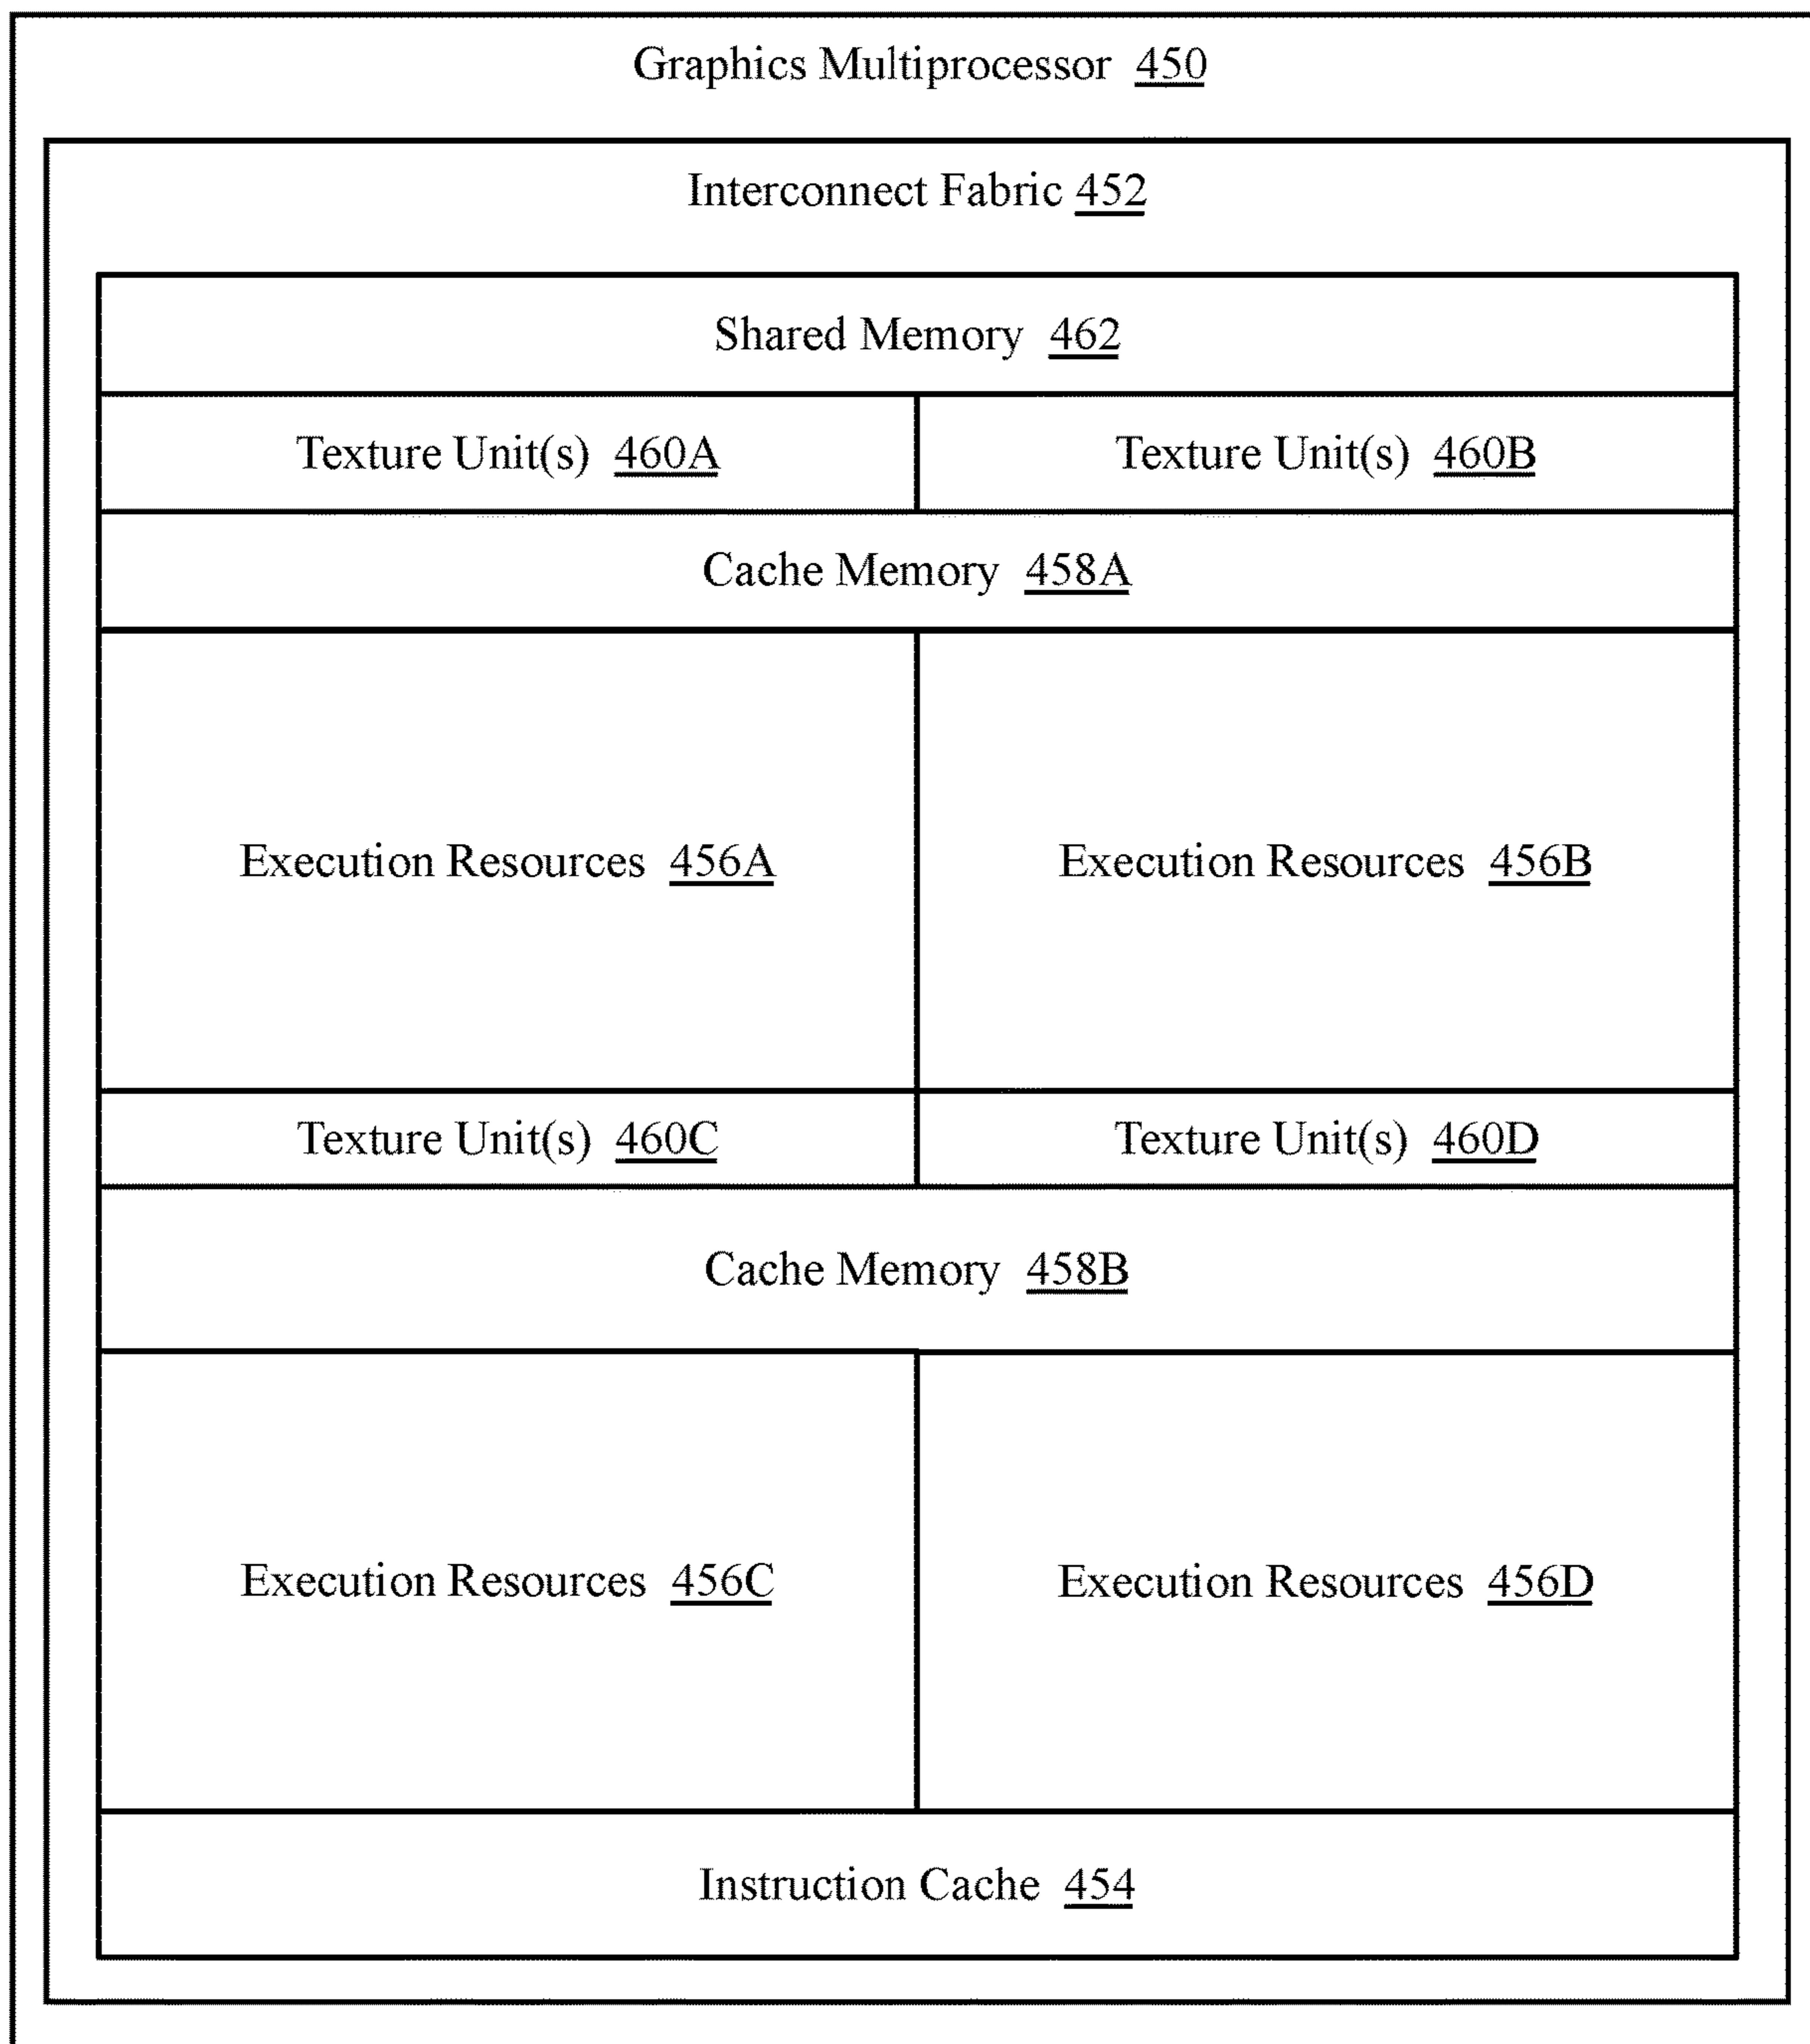 Graphics Multiprocessor 450
Interconnect Fabric 452
Shared Memory 462
Texture Unit(s) 460A
Texture Unit(s) 460B
Cache Memory 458A
Execution Resources 456A
Execution Resources 456B
Texture Unit(s) 460C
Texture Unit(s) 460D
Cache Memory 458B
Execution Resources 456C
Execution Resources 456D
Instruction Cache 454